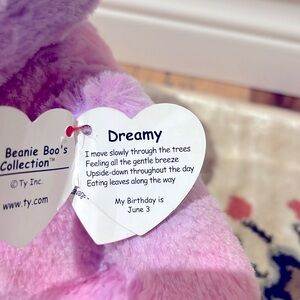 Beanie Boo's
Collection™
© Ty Inc.
www.ty.com
Dreamy
I move slowly through the trees
Feeling all the gentle breeze
Upside-down throughout the day
Eating leaves along the way
My Birthday is
June 3